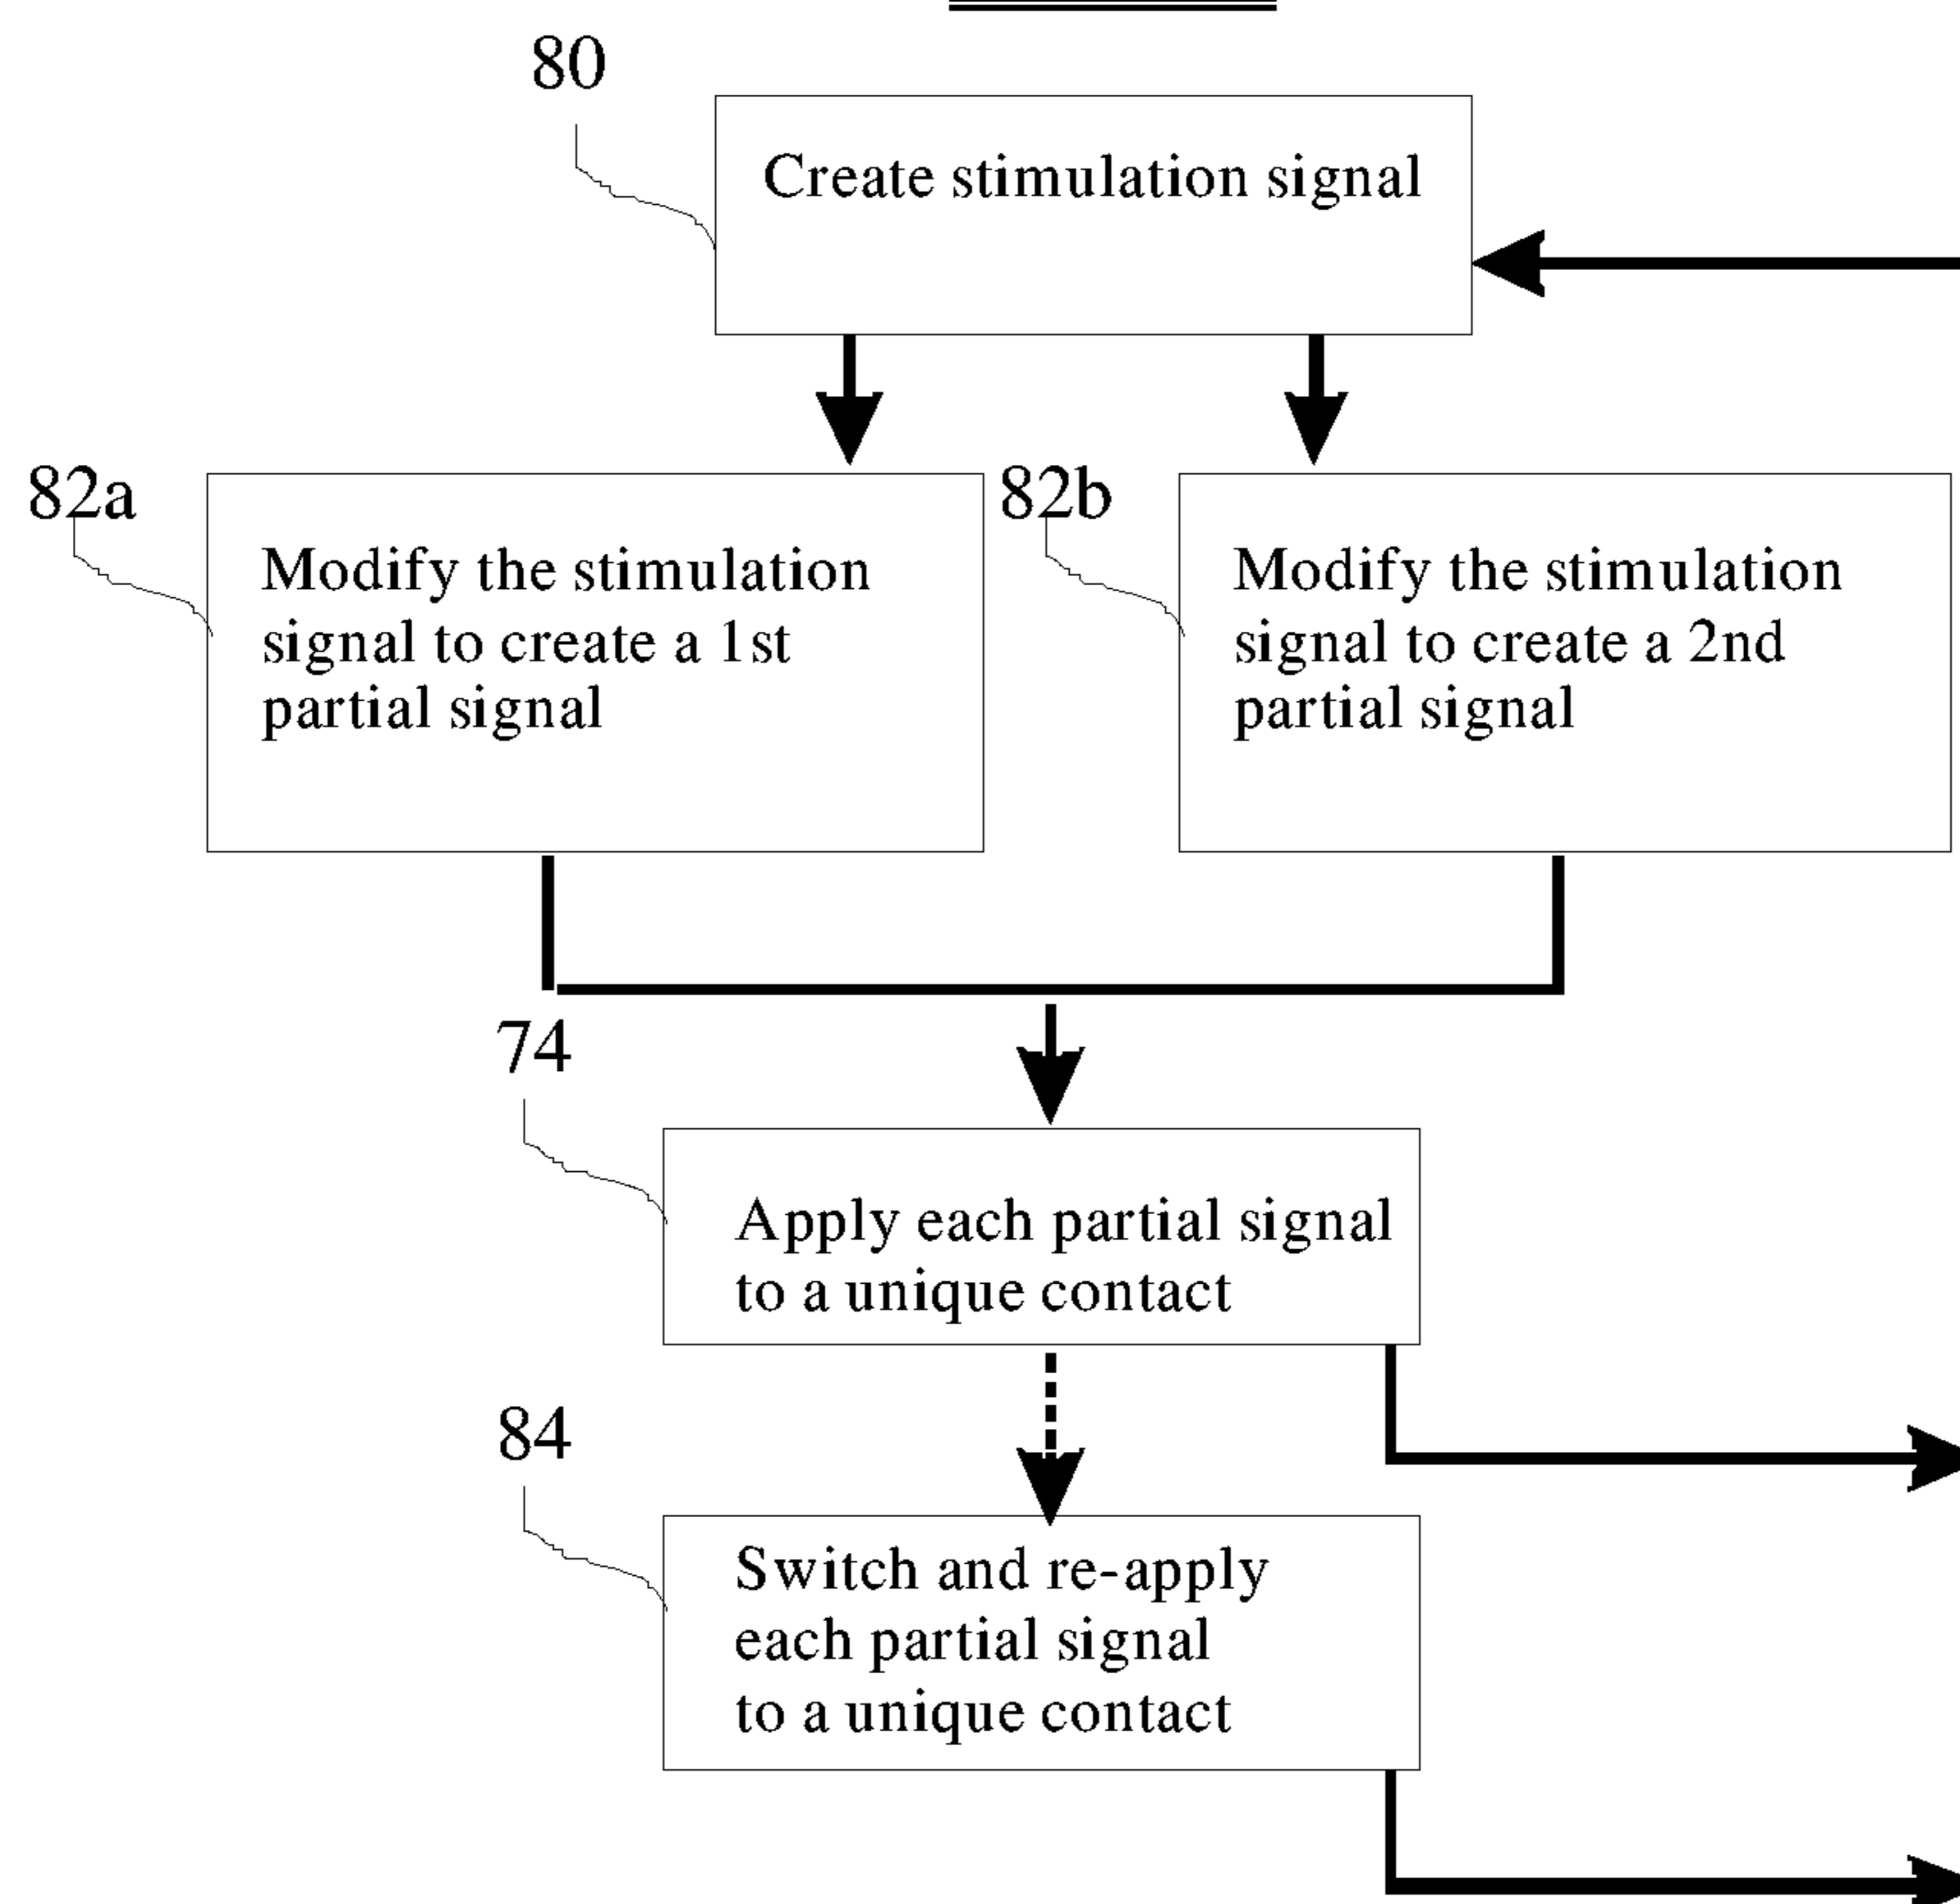 80
Create stimulation signal
82a
Modify the stimulation
signal to create a 1st
partial signal
82b
Modify the stimulation
signal to create a 2nd
partial signal
74
Apply each partial signal
to a unique contact
84
Switch and re-apply
each partial signal
to a unique contact